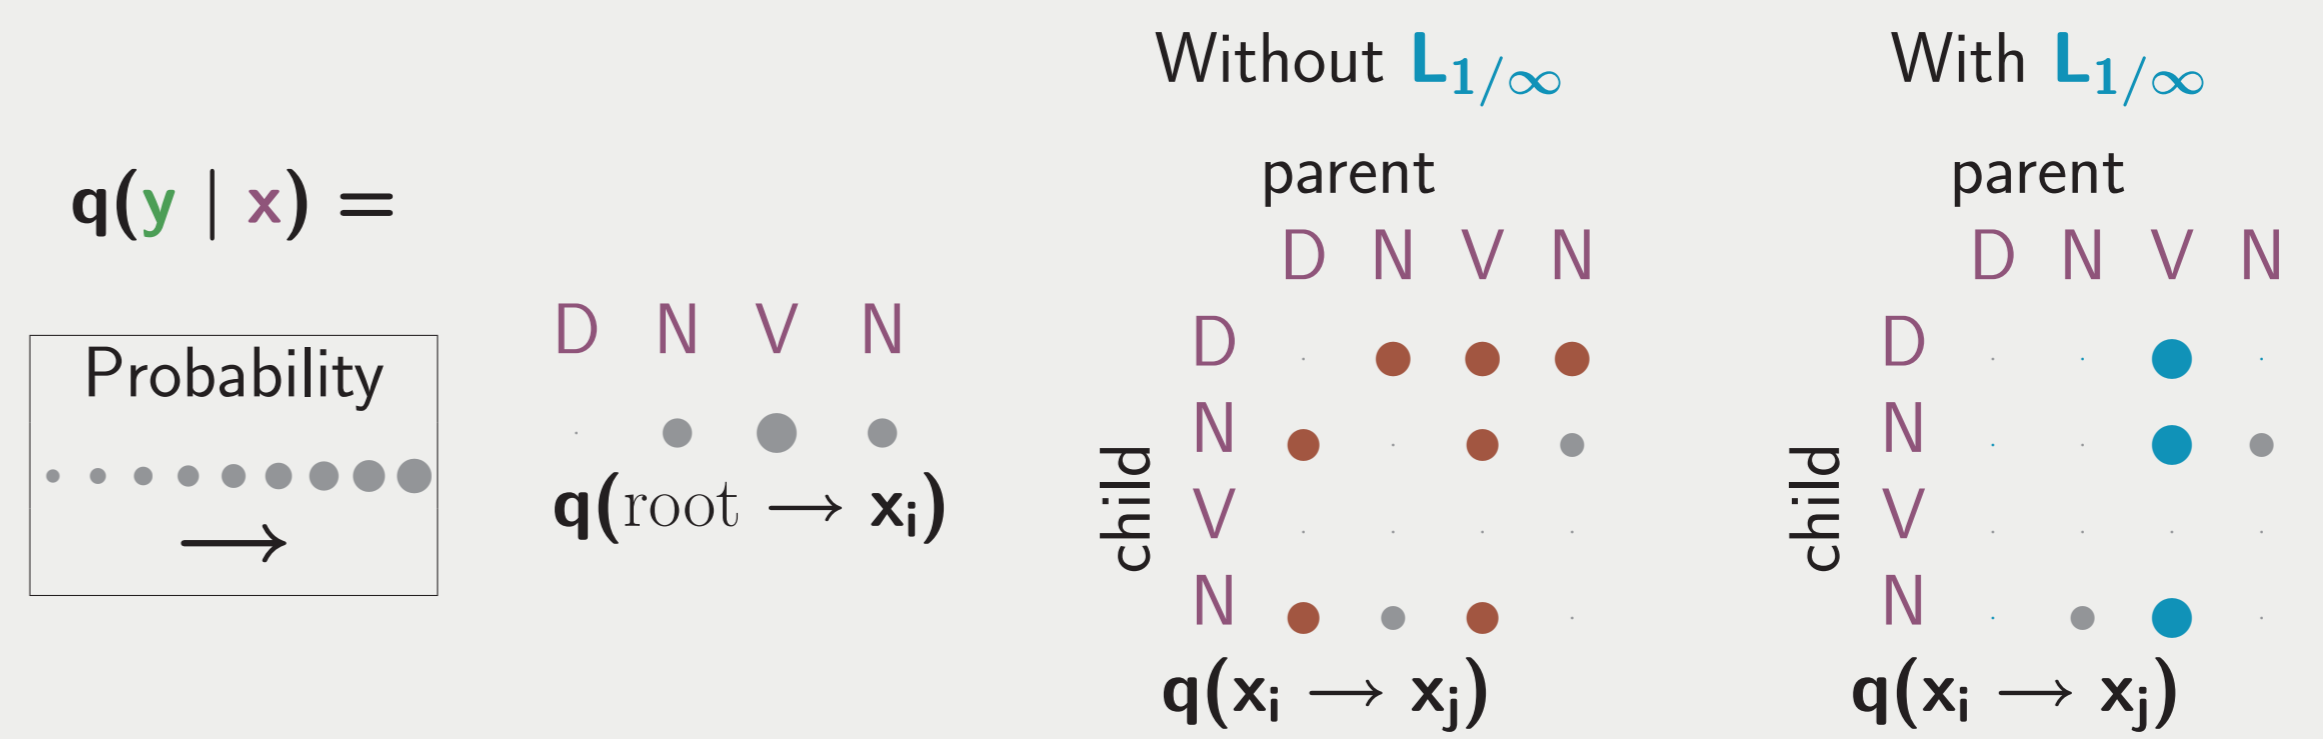 Without L₁/∞
With L₁/∞
q(y | x) =
parent
parent
D N V N
D N V N
Probability
→
D N V N
q(root → xᵢ)
child
D
N
V
N
child
D
N
V
N
q(xᵢ → xⱼ)
q(xᵢ → xⱼ)